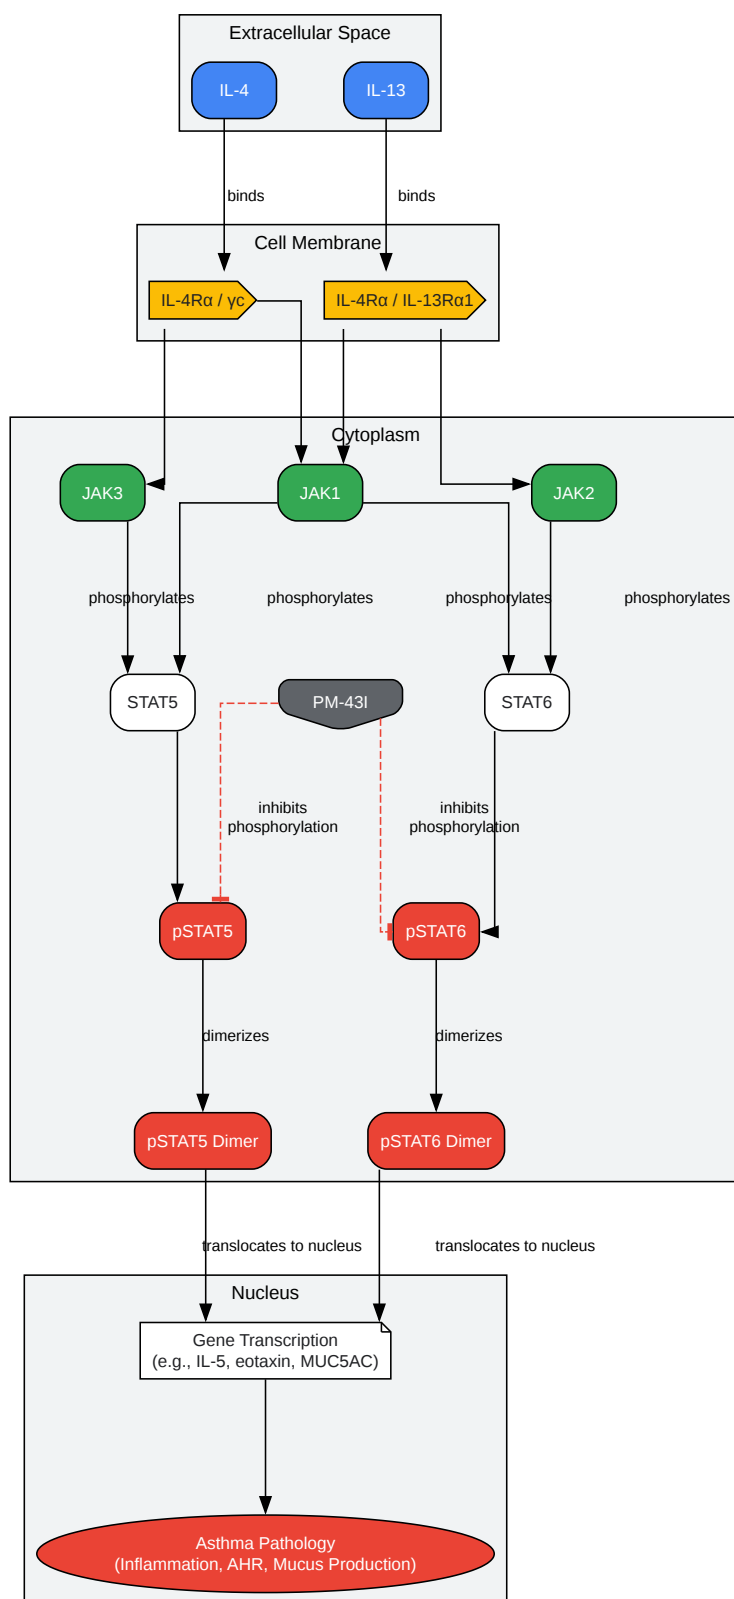 Extracellular Space
IL-4
IL-13
binds
binds
Cell Membrane
IL-4Rα / γc
IL-4Rα / IL-13Rα1
Cytoplasm
JAK3
JAK1
JAK2
phosphorylates
phosphorylates
phosphorylates
phosphorylates
STAT5
PM-43I
STAT6
inhibits
phosphorylation
inhibits
phosphorylation
pSTAT5
pSTAT6
dimerizes
dimerizes
pSTAT5 Dimer
pSTAT6 Dimer
translocates to nucleus
translocates to nucleus
Nucleus
Gene Transcription
(e.g., IL-5, eotaxin, MUC5AC)
Asthma Pathology
(Inflammation, AHR, Mucus Production)